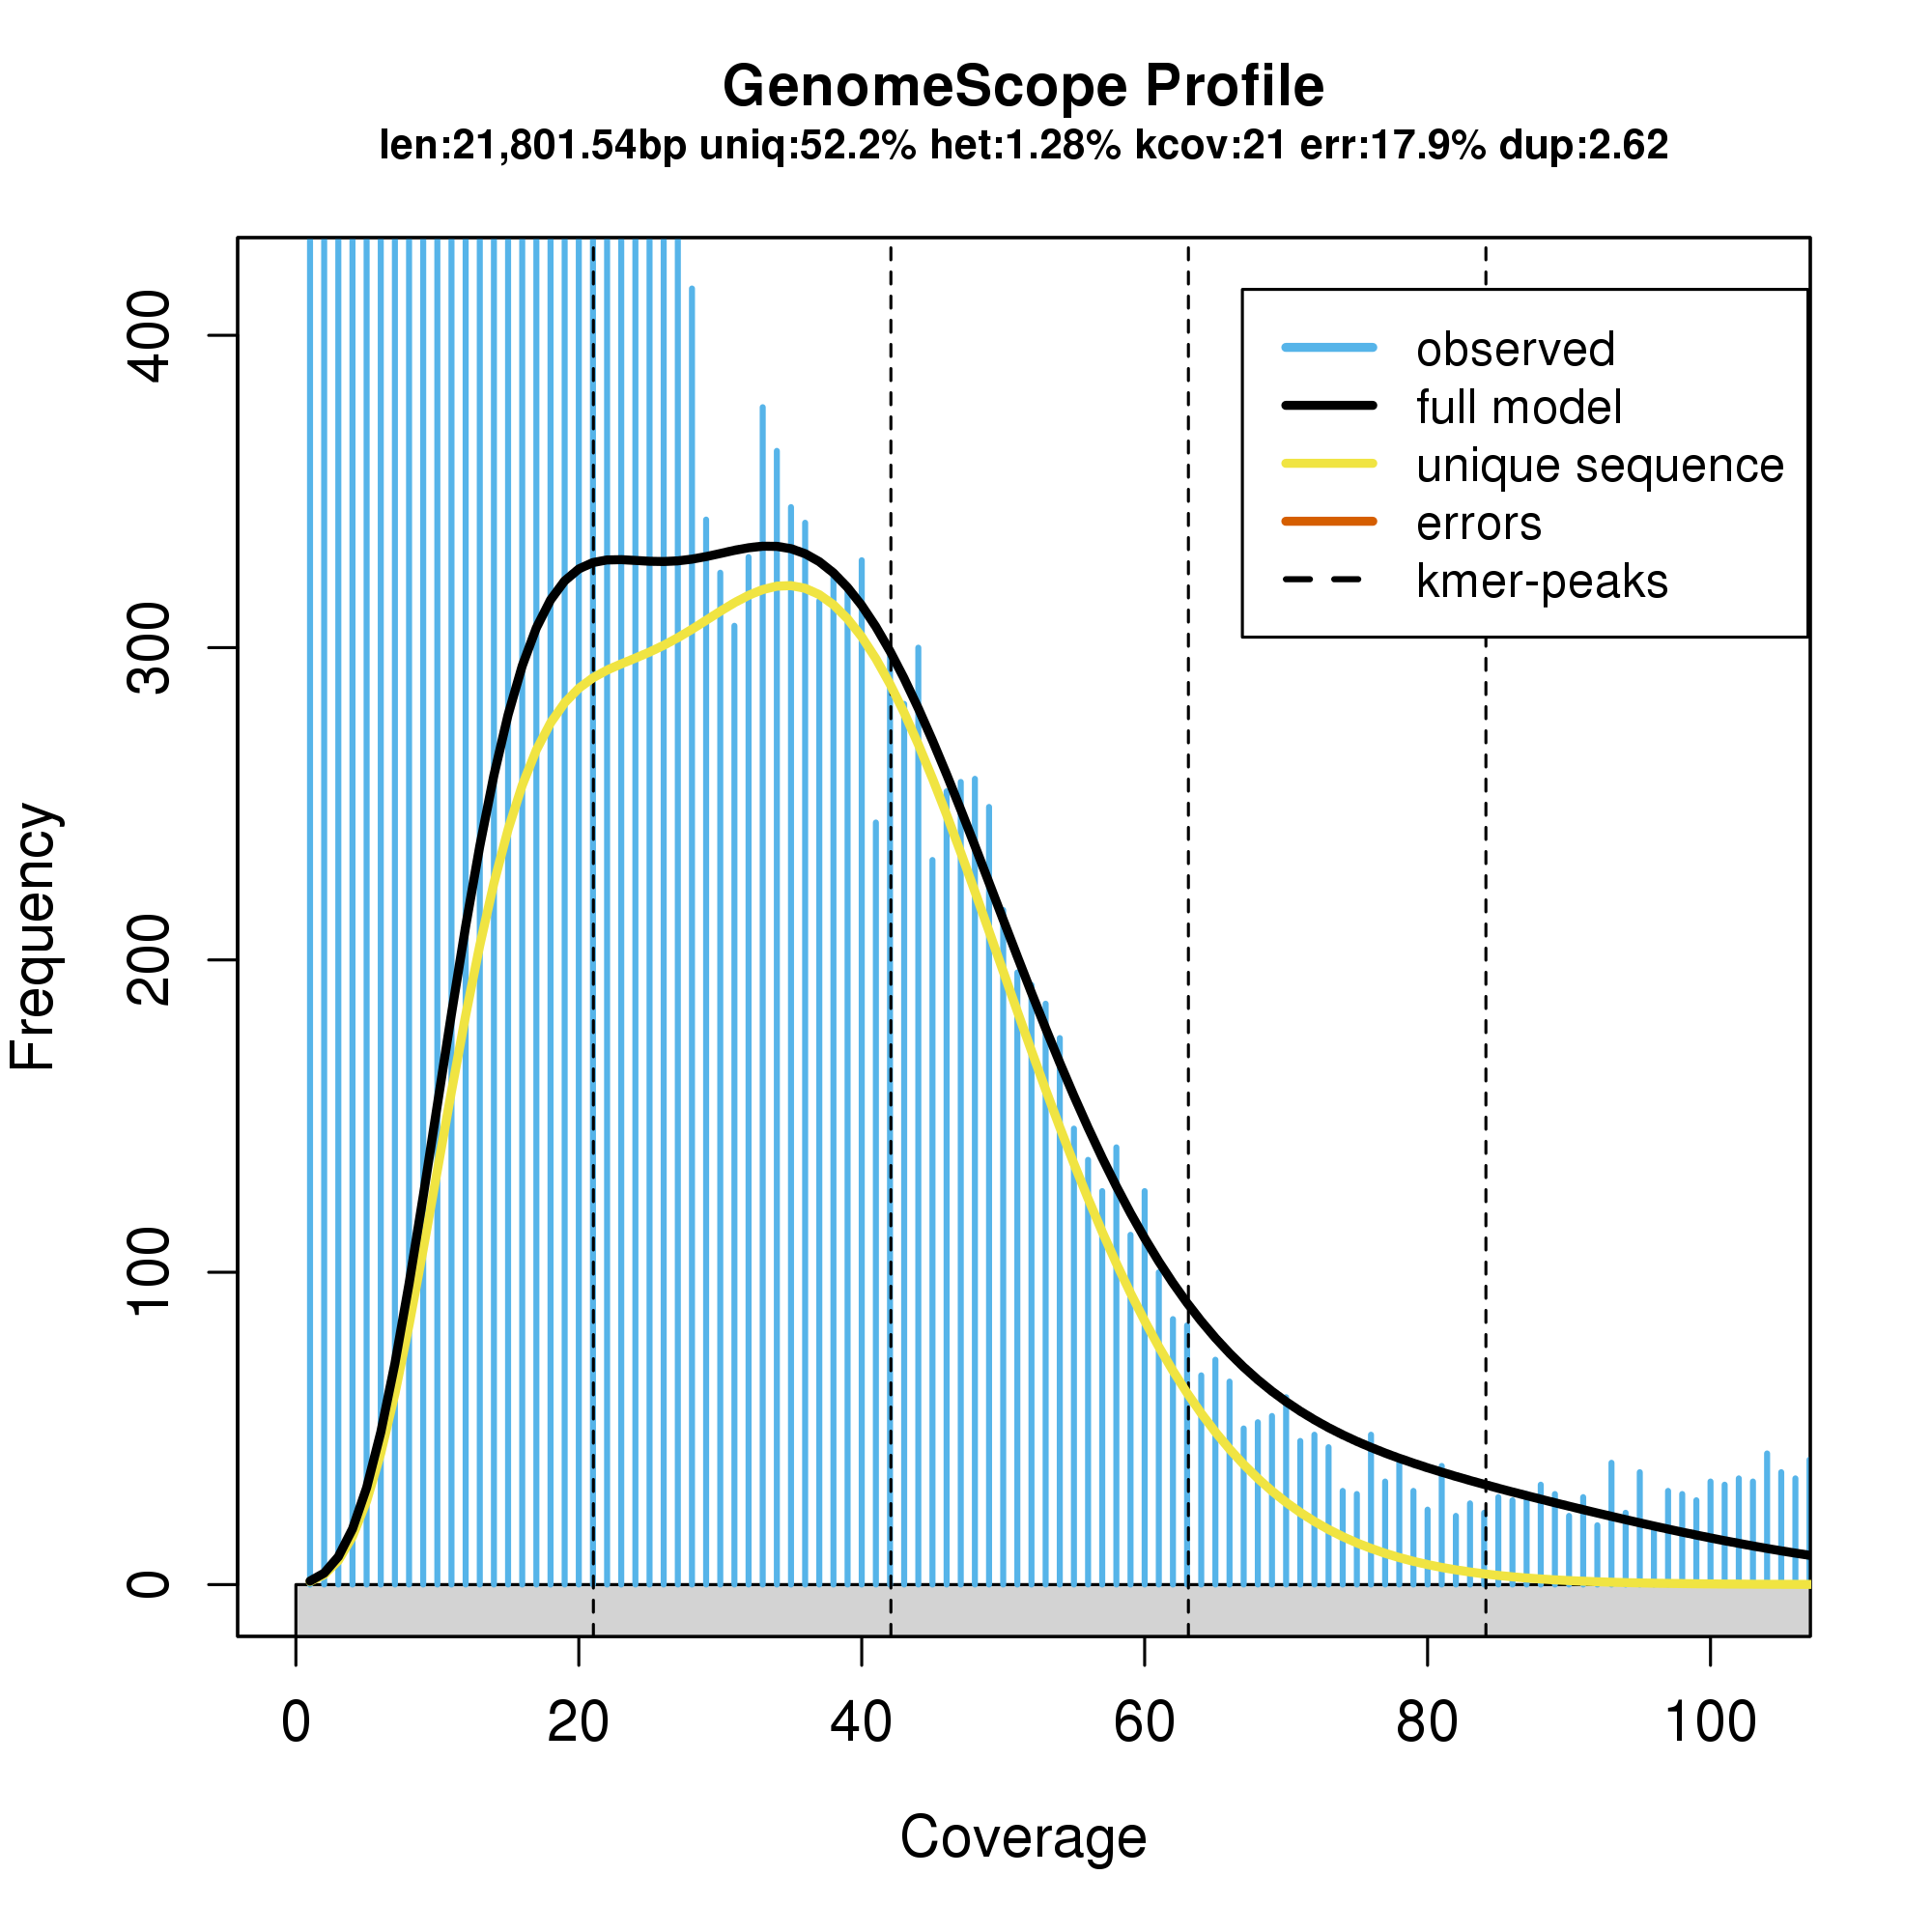 GenomeScope Profile
len:21,801.54bp uniq:52.2% het:1.28% kcov:21 err:17.9% dup:2.62
observed
full model
unique sequence
errors
kmer-peaks
Frequency
400
300
200
100
0
0 20 40 60 80 100
Coverage